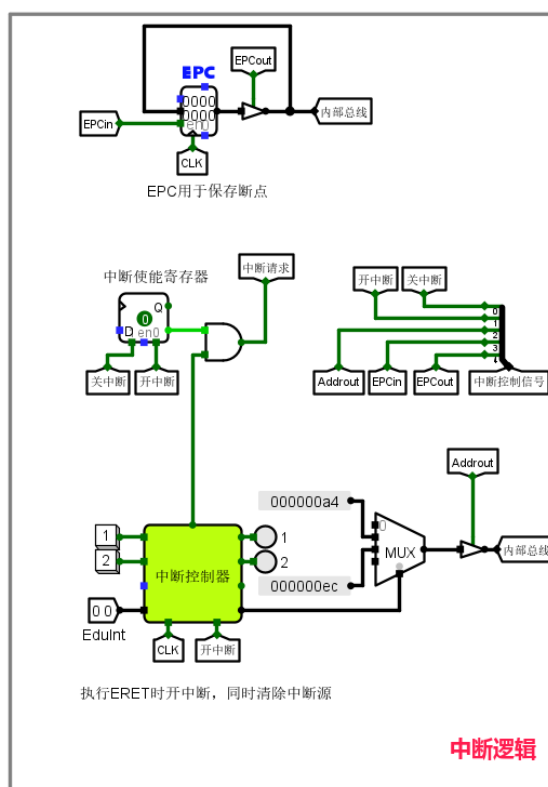 EPCout
EPC
0000
0000
en0
EPCin
内部总线
CLK
EPC用于保存断点
中断请求
中断使能寄存器
开中断
关中断
Q
0
D
en0
0
1
2
3
4
关中断
开中断
Addrout
EPCin
EPCout
中断控制信号
Addrout
000000a4
1
1
0
2
中断控制器
2
MUX
内部总线
000000ec
0 0
EduInt
CLK
开中断
执行ERET时开中断，同时清除中断源
中断逻辑